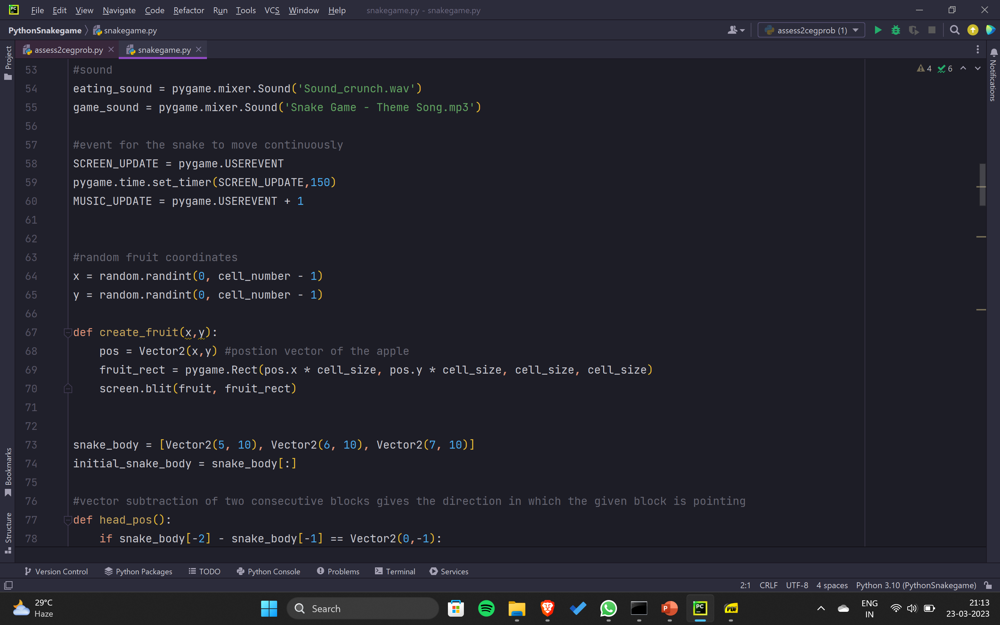 PC File Edit View Navigate Code Refactor Run Tools VCS Window Help snakegame.py - snakegame.py
PythonSnakegame snakegame.py assess2cegprob (1)
Project
assess2cegprob.py snakegame.py
4 6
Notifications
53 #sound
54 eating_sound = pygame.mixer.Sound('Sound_crunch.wav')
55 game_sound = pygame.mixer.Sound('Snake Game - Theme Song.mp3')
56
57 #event for the snake to move continuously
58 SCREEN_UPDATE = pygame.USEREVENT
59 pygame.time.set_timer(SCREEN_UPDATE,150)
60 MUSIC_UPDATE = pygame.USEREVENT + 1
61
62
63 #random fruit coordinates
64 x = random.randint(0, cell_number - 1)
65 y = random.randint(0, cell_number - 1)
66
67 def create_fruit(x,y):
68 pos = Vector2(x,y) #postion vector of the apple
69 fruit_rect = pygame.Rect(pos.x * cell_size, pos.y * cell_size, cell_size, cell_size)
70 screen.blit(fruit, fruit_rect)
71
72
73 snake_body = [Vector2(5, 10), Vector2(6, 10), Vector2(7, 10)]
74 initial_snake_body = snake_body[:]
75
76 #vector subtraction of two consecutive blocks gives the direction in which the given block is pointing
77 def head_pos():
78 if snake_body[-2] - snake_body[-1] == Vector2(0,-1):
Bookmarks
Structure
Version Control Python Packages TODO Python Console Problems Terminal Services
2:1 CRLF UTF-8 4 spaces Python 3.10 (PythonSnakegame)
29°C
Haze
Search
P
PC
PDF
ENG
IN
21:13
23-03-2023